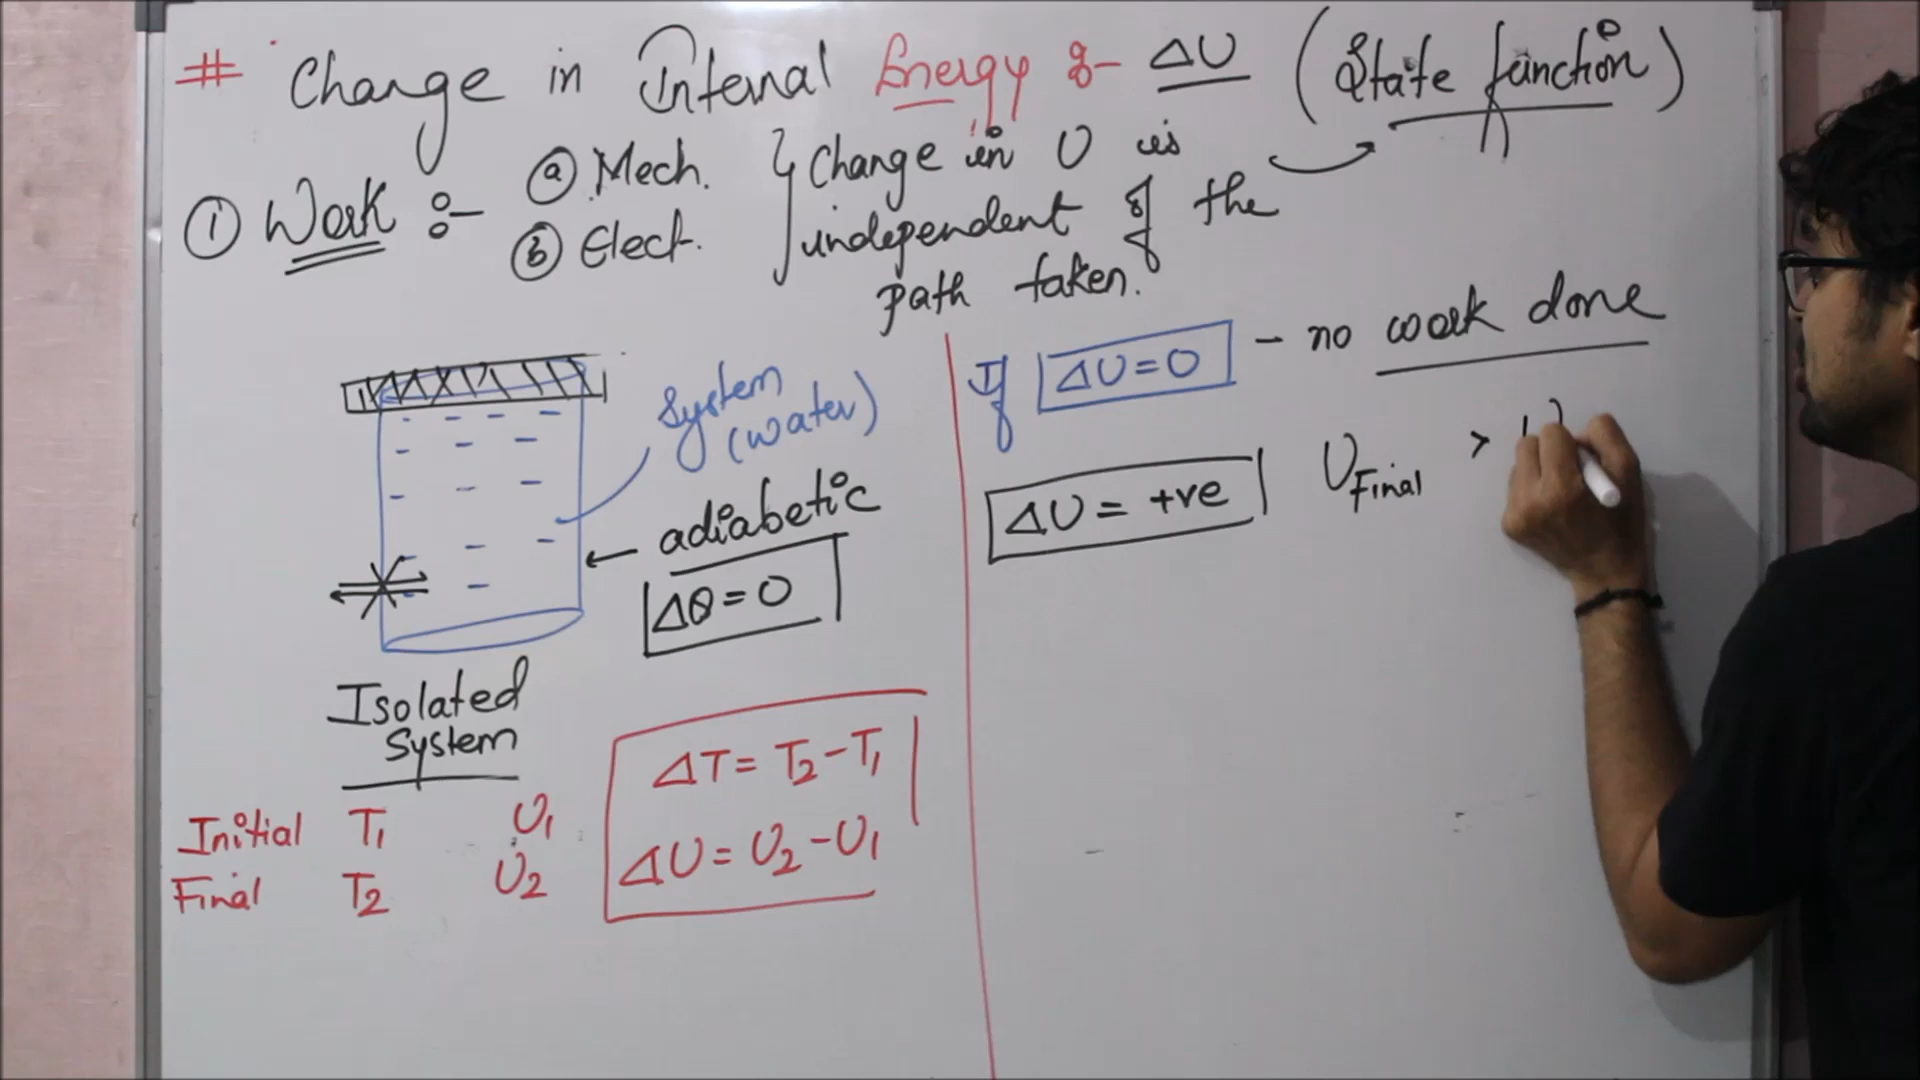 # Change in Internal Energy :- ΔU (State function)
① Work :- ⓐ Mech.
ⓑ Elect.
Change in U is
independent of the
path taken.
System
(water)
adiabetic
ΔQ = 0
Isolated
System
Initial T1 U1
Final T2 U2
ΔT = T2 - T1
ΔU = U2 - U1
If ΔU = 0 - no work done
ΔU = +ve UFinal >